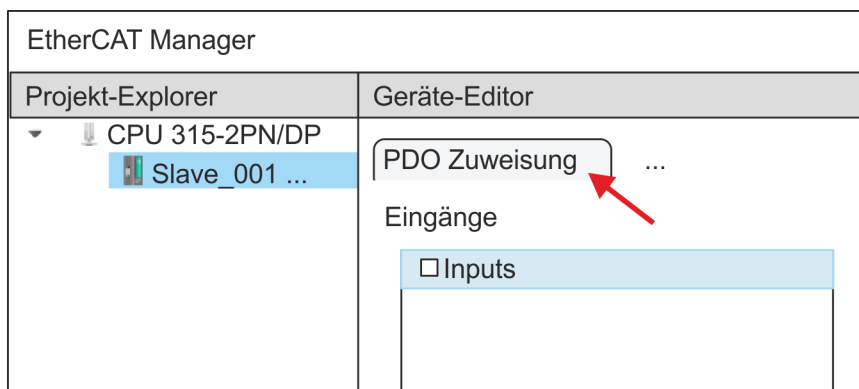 EtherCAT Manager
Projekt-Explorer
Geräte-Editor
CPU 315-2PN/DP
Slave_001 ...
PDO Zuweisung
...
Eingänge
Inputs